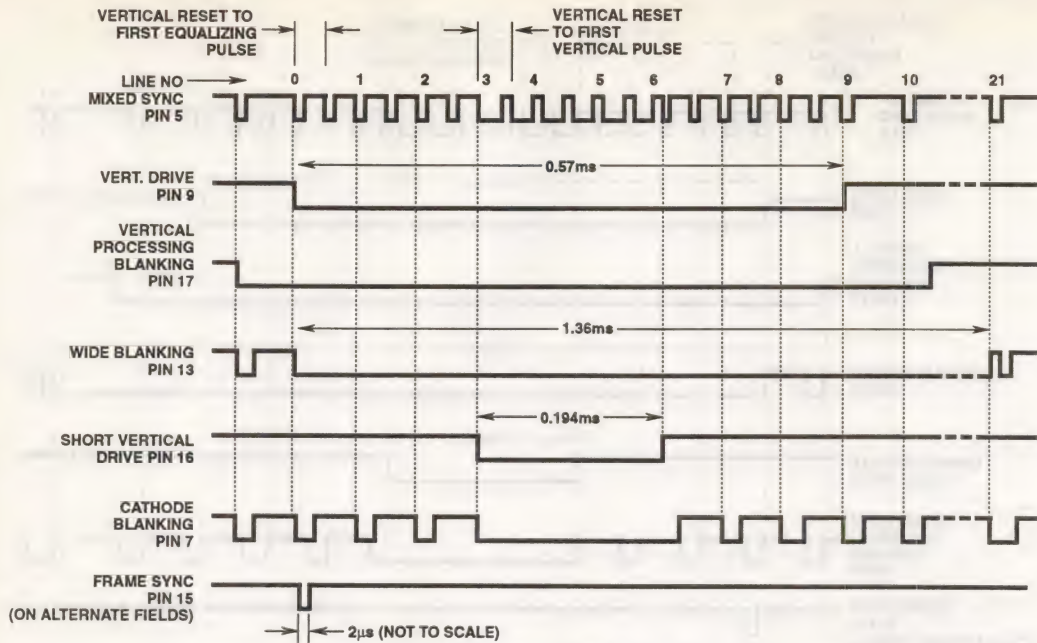 VERTICAL RESET TO
FIRST EQUALIZING
PULSE
VERTICAL RESET
TO FIRST
VERTICAL PULSE
LINE NO
0 1 2 3 4 5 6 7 8 9 10 21
MIXED SYNC
PIN 5
0.57ms
VERT. DRIVE
PIN 9
VERTICAL
PROCESSING
BLANKING
PIN 17
1.36ms
WIDE BLANKING
PIN 13
0.194ms
SHORT VERTICAL
DRIVE PIN 16
CATHODE
BLANKING
PIN 7
FRAME SYNC
PIN 15
(ON ALTERNATE FIELDS)
2μs (NOT TO SCALE)